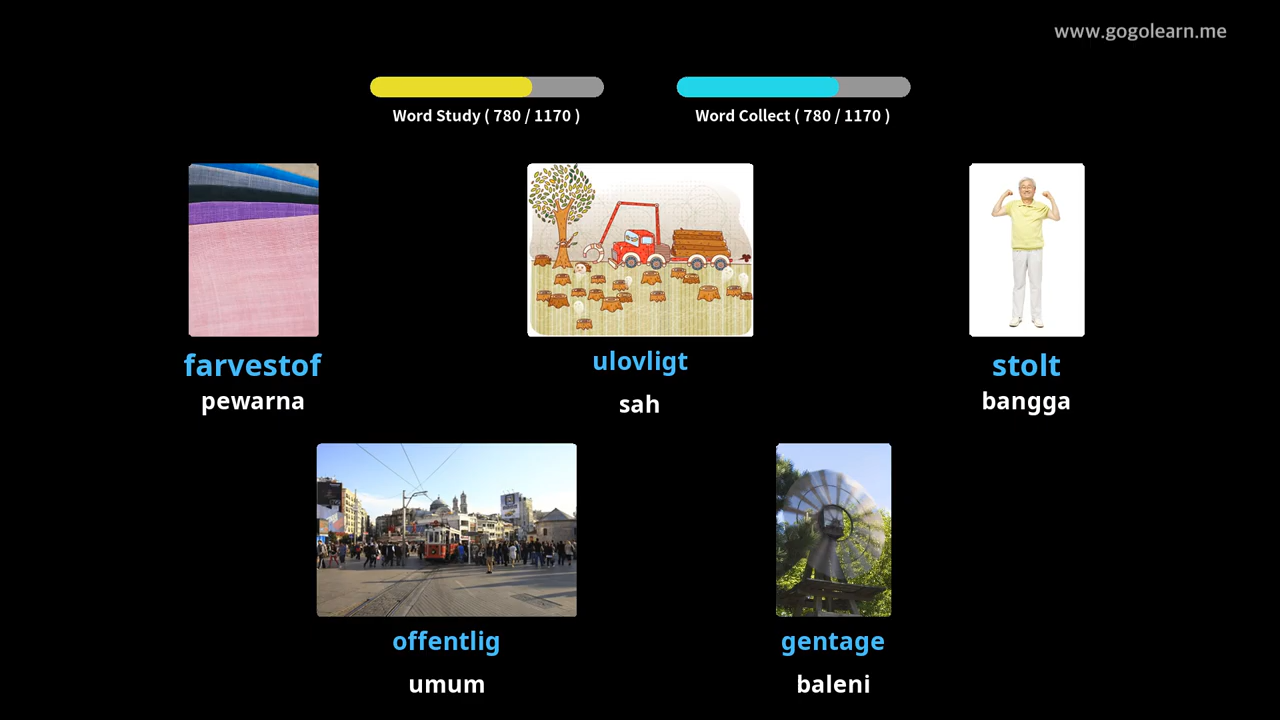 www.gogolearn.me
Word Study ( 780 / 1170 )
Word Collect ( 780 / 1170 )
farvestof
pewarna
ulovligt
sah
stolt
bangga
offentlig
umum
gentage
baleni